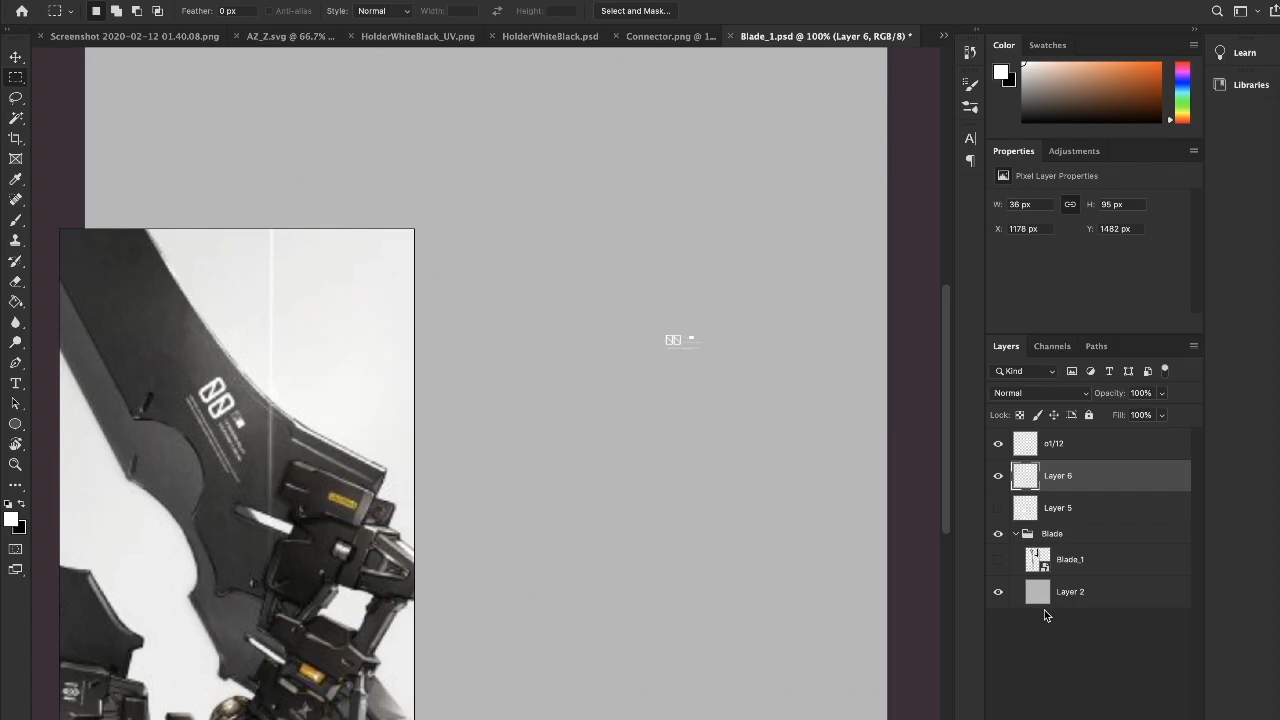 Feather: 0 px Anti-alias Style: Normal Width: Height: Select and Mask...
Screenshot 2020-02-12 01.40.08.png AZ_Z.svg @ 66.7% ... HolderWhiteBlack_UV.png HolderWhiteBlack.psd Connector.png @ 1... Blade_1.psd @ 100% (Layer 6, RGB/8) *
Color Swatches
Learn
Libraries
Properties Adjustments
Pixel Layer Properties
W: 36 px H: 95 px
X: 1178 px Y: 1482 px
Layers Channels Paths
Kind
Normal Opacity: 100%
Lock: Fill: 100%
o1/12
Layer 6
Layer 5
Blade
Blade_1
Layer 2